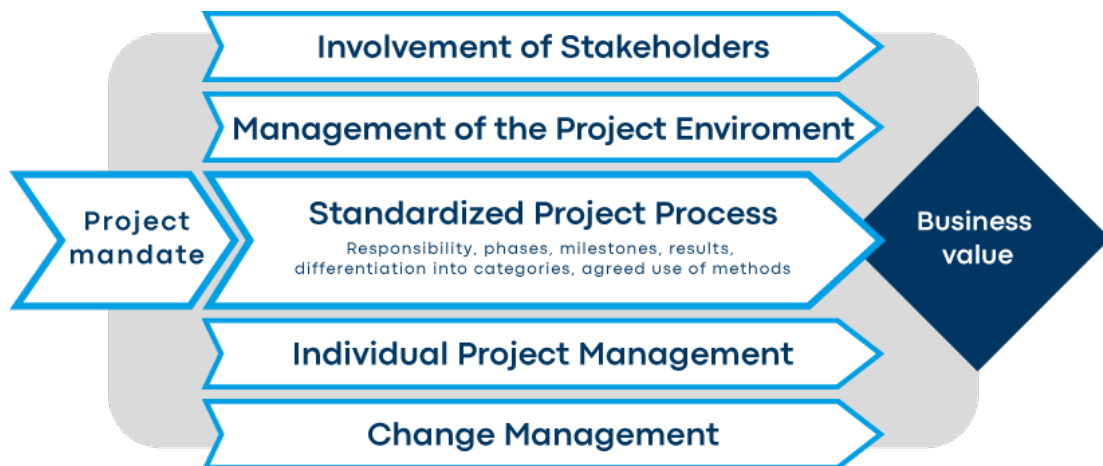 Involvement of Stakeholders
Management of the Project Enviroment
Project
mandate
Standardized Project Process
Responsibility, phases, milestones, results,
differentiation into categories, agreed use of methods
Business
value
Individual Project Management
Change Management